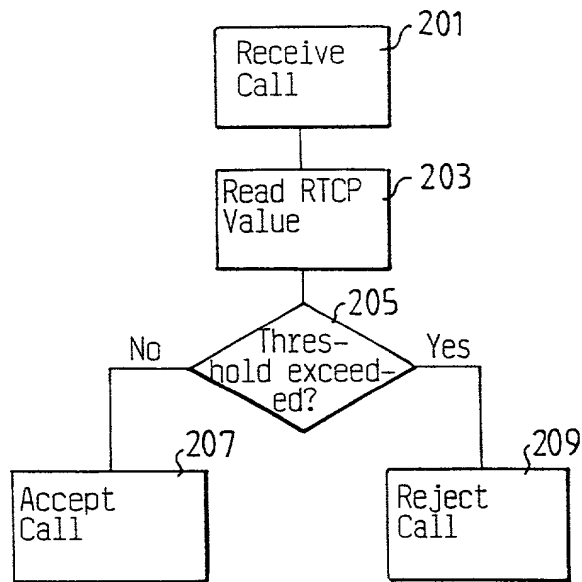 201
Receive
Call
203
Read RTCP
Value
205
Thres-
hold exceed-
ed?
No
Yes
207
Accept
Call
209
Reject
Call